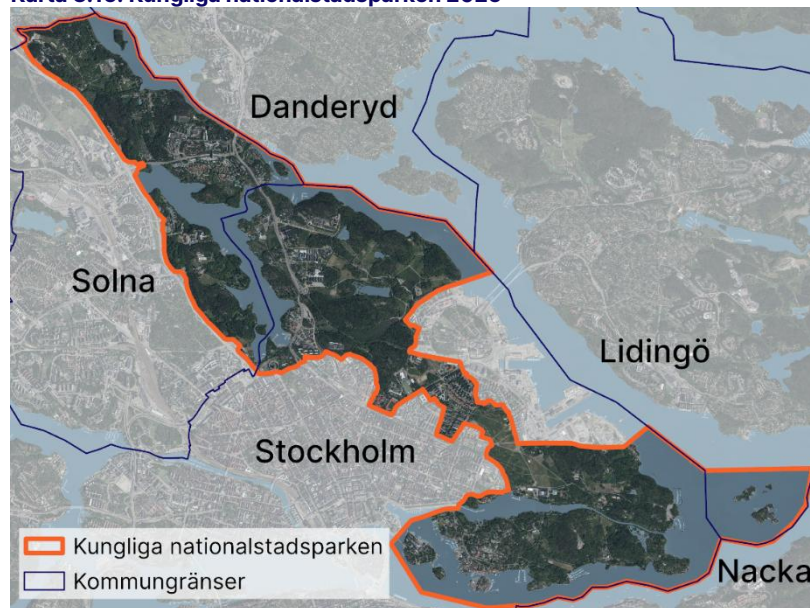 Danderyd
Solna
Lidingö
Stockholm
Kungliga nationalstadsparken
Kommungränser
Nacka